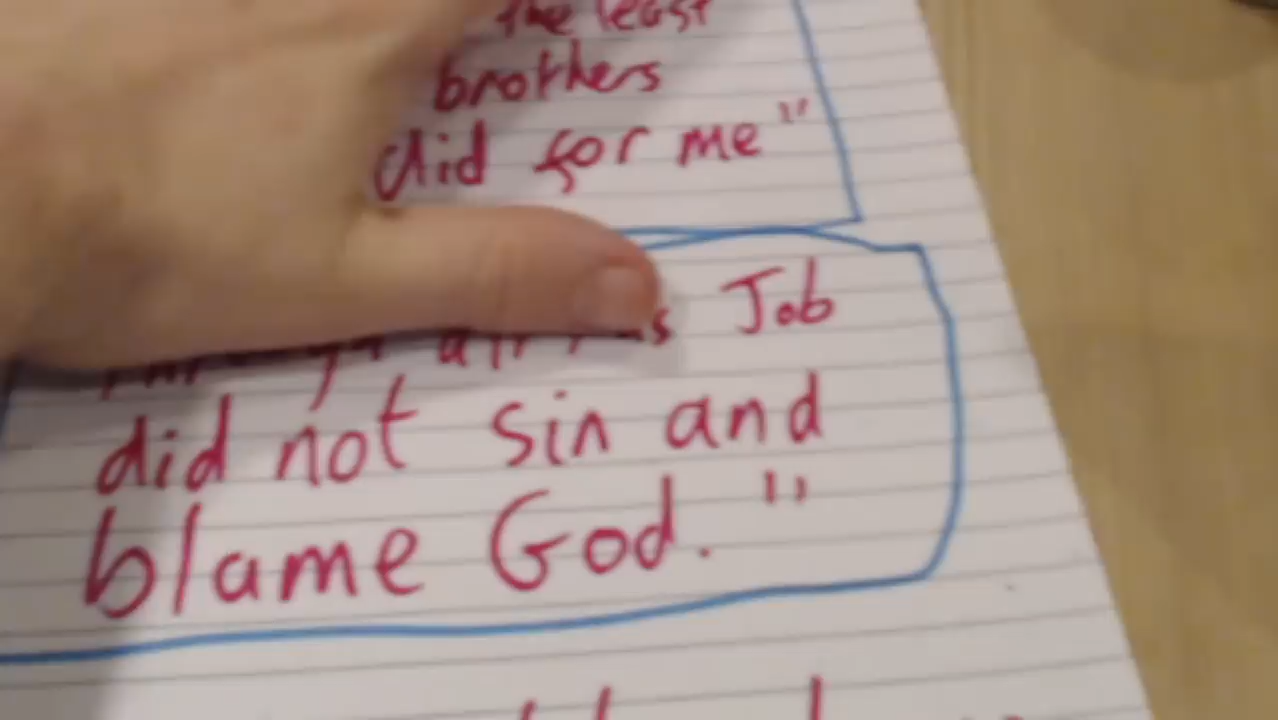 the least
brothers
did for me"
Job
did not sin and
blame God."